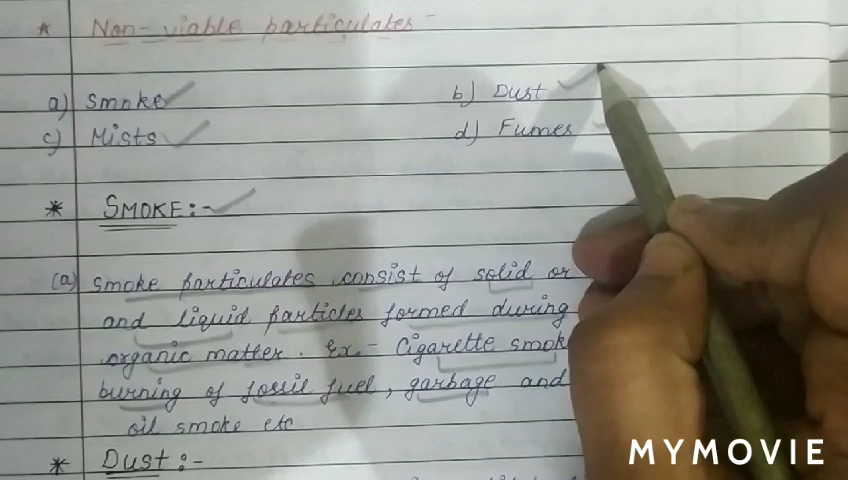 * Non-viable particulates -
a) Smoke b) Dust
c) Mists d) Fumes
* SMOKE :-
(a) Smoke particulates consist of solid or
and liquid particles formed during
organic matter. Ex.- Cigarette smok
burning of fossil fuel, garbage and
oil smoke etc
* DUST :-
MYMOVIE